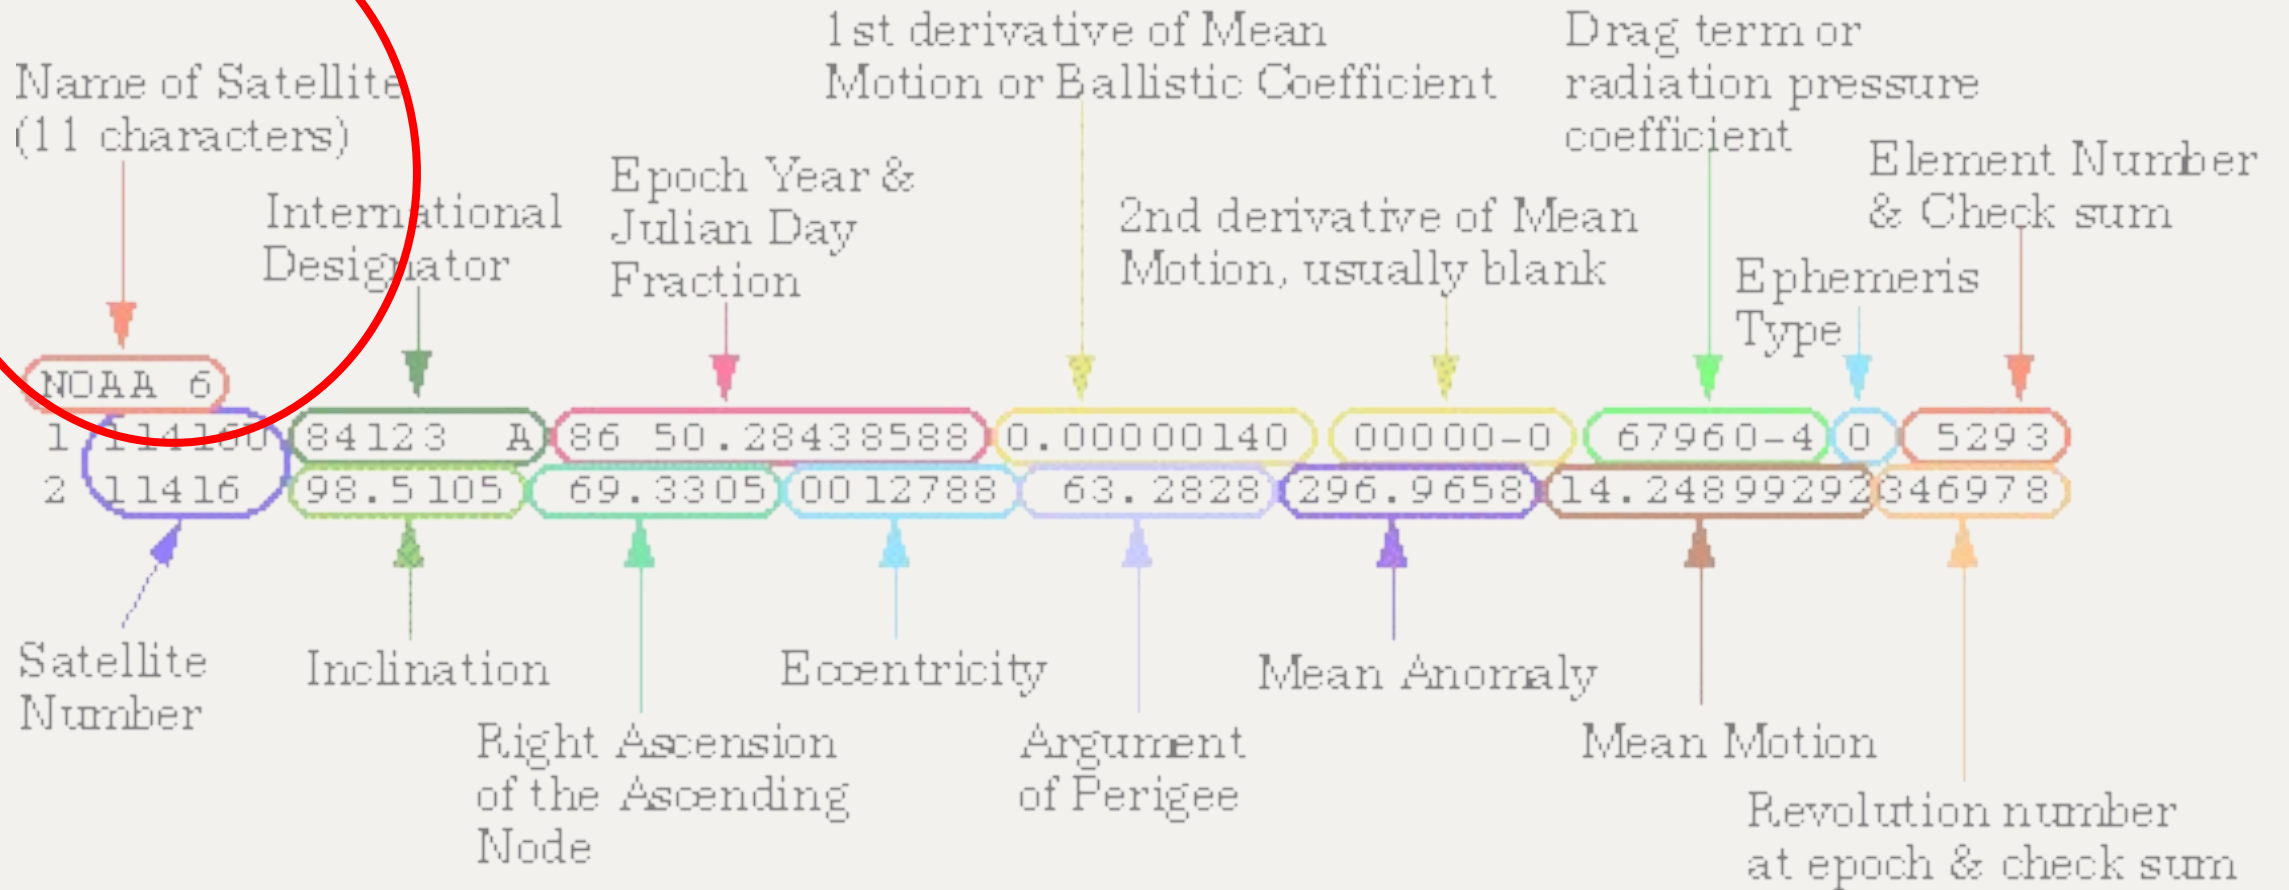 1st derivative of Mean
Motion or Ballistic Coefficient
Drag term or
radiation pressure
coefficient
Name of Satellite
(11 characters)
International
Designator
Epoch Year &
Julian Day
Fraction
2nd derivative of Mean
Motion, usually blank
Element Number
& Check sum
Ephemeris
Type
NOAA 6
1 11416U 84123 A 86 50.28438588 0.00000140 00000-0 67960-4 0 5293
2 11416 98.5105 69.3305 0012788 63.2828 296.9658 14.24899292346978
Satellite
Number
Inclination
Right Ascension
of the Ascending
Node
Eccentricity
Argument
of Perigee
Mean Anomaly
Mean Motion
Revolution number
at epoch & check sum